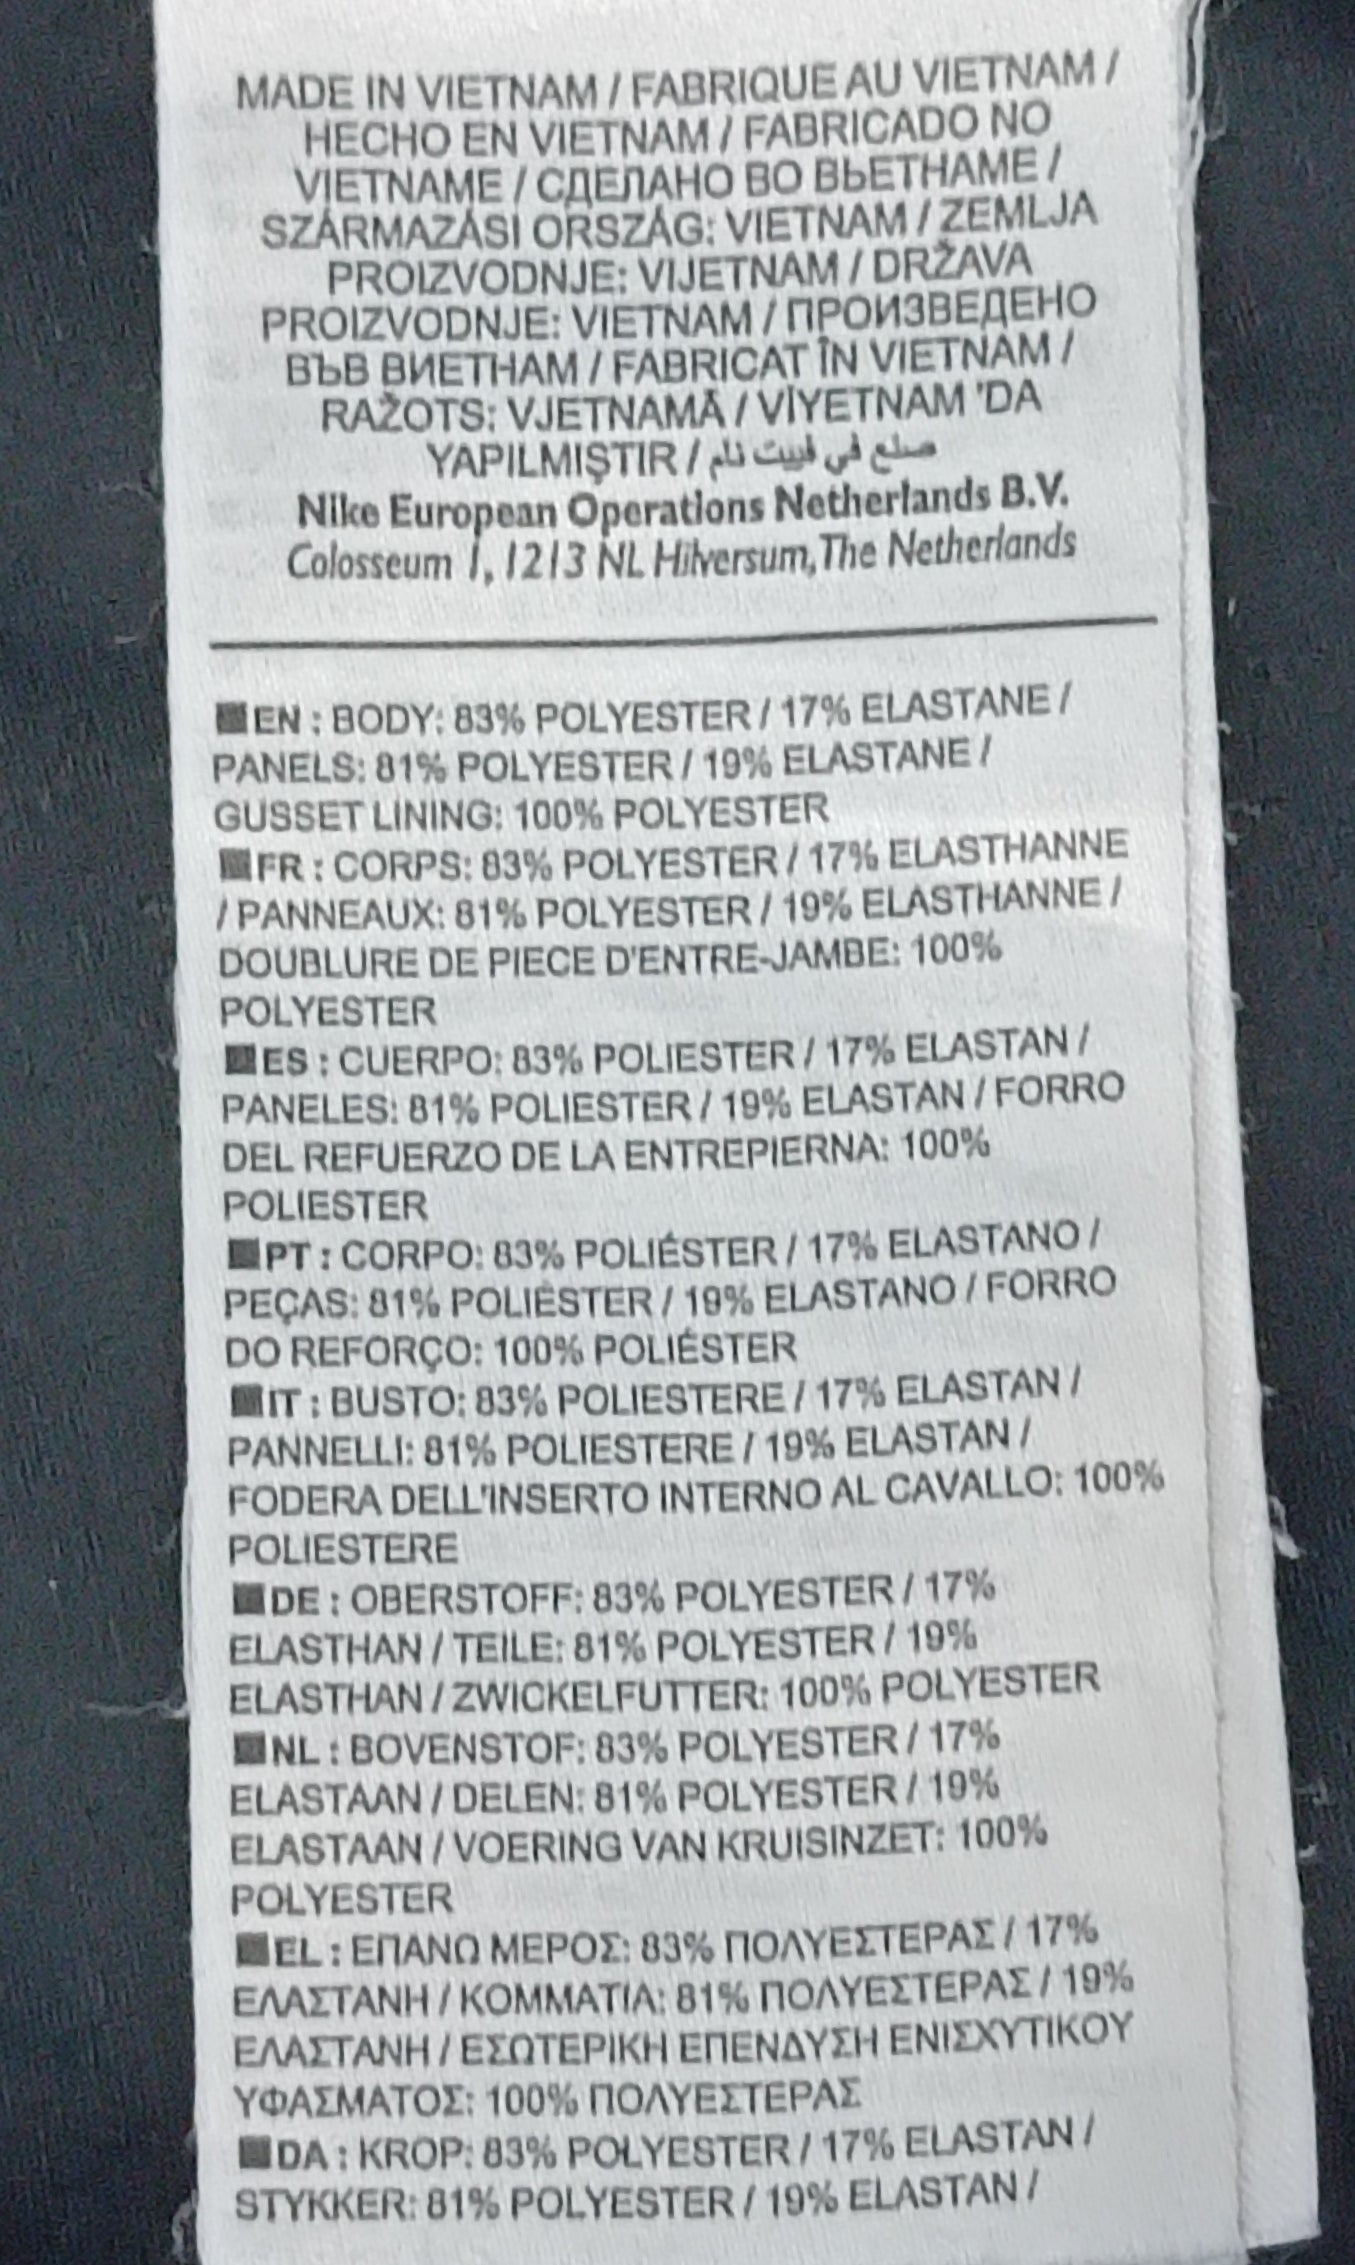 MADE IN VIETNAM / FABRIQUE AU VIETNAM /
HECHO EN VIETNAM / FABRICADO NO
VIETNAME / СДЕЛАНО ВО ВЬЕТНАМЕ /
SZÁRMAZÁSI ORSZÁG: VIETNAM / ZEMLJA
PROIZVODNJE: VIJETNAM / DRŽAVA
PROIZVODNJE: VIETNAM / ПРОИЗВЕДЕНО
ВЪВ ВИЕТНАМ / FABRICAT ÎN VIETNAM /
RAŽOTS: VJETNAMĀ / VİYETNAM 'DA
YAPILMIŞTIR / صنع في فييت نام
Nike European Operations Netherlands B.V.
Colosseum 1, 1213 NL Hilversum, The Netherlands
EN : BODY: 83% POLYESTER / 17% ELASTANE /
PANELS: 81% POLYESTER / 19% ELASTANE /
GUSSET LINING: 100% POLYESTER
FR : CORPS: 83% POLYESTER / 17% ELASTHANNE
/ PANNEAUX: 81% POLYESTER / 19% ELASTHANNE /
DOUBLURE DE PIECE D'ENTRE-JAMBE: 100%
POLYESTER
ES : CUERPO: 83% POLIESTER / 17% ELASTAN /
PANELES: 81% POLIESTER / 19% ELASTAN / FORRO
DEL REFUERZO DE LA ENTREPIERNA: 100%
POLIESTER
PT : CORPO: 83% POLIÉSTER / 17% ELASTANO /
PEÇAS: 81% POLIÉSTER / 19% ELASTANO / FORRO
DO REFORÇO: 100% POLIÉSTER
IT : BUSTO: 83% POLIESTERE / 17% ELASTAN /
PANNELLI: 81% POLIESTERE / 19% ELASTAN /
FODERA DELL'INSERTO INTERNO AL CAVALLO: 100%
POLIESTERE
DE : OBERSTOFF: 83% POLYESTER / 17%
ELASTHAN / TEILE: 81% POLYESTER / 19%
ELASTHAN / ZWICKELFUTTER: 100% POLYESTER
NL : BOVENSTOF: 83% POLYESTER / 17%
ELASTAAN / DELEN: 81% POLYESTER / 19%
ELASTAAN / VOERING VAN KRUISINZET: 100%
POLYESTER
EL : ΕΠΑΝΩ ΜΕΡΟΣ: 83% ΠΟΛΥΕΣΤΕΡΑΣ / 17%
ΕΛΑΣΤΑΝΗ / ΚΟΜΜΑΤΙΑ: 81% ΠΟΛΥΕΣΤΕΡΑΣ / 19%
ΕΛΑΣΤΑΝΗ / ΕΣΩΤΕΡΙΚΗ ΕΠΕΝΔΥΣΗ ΕΝΙΣΧΥΤΙΚΟΥ
ΥΦΑΣΜΑΤΟΣ: 100% ΠΟΛΥΕΣΤΕΡΑΣ
DA : KROP: 83% POLYESTER / 17% ELASTAN /
STYKKER: 81% POLYESTER / 19% ELASTAN /